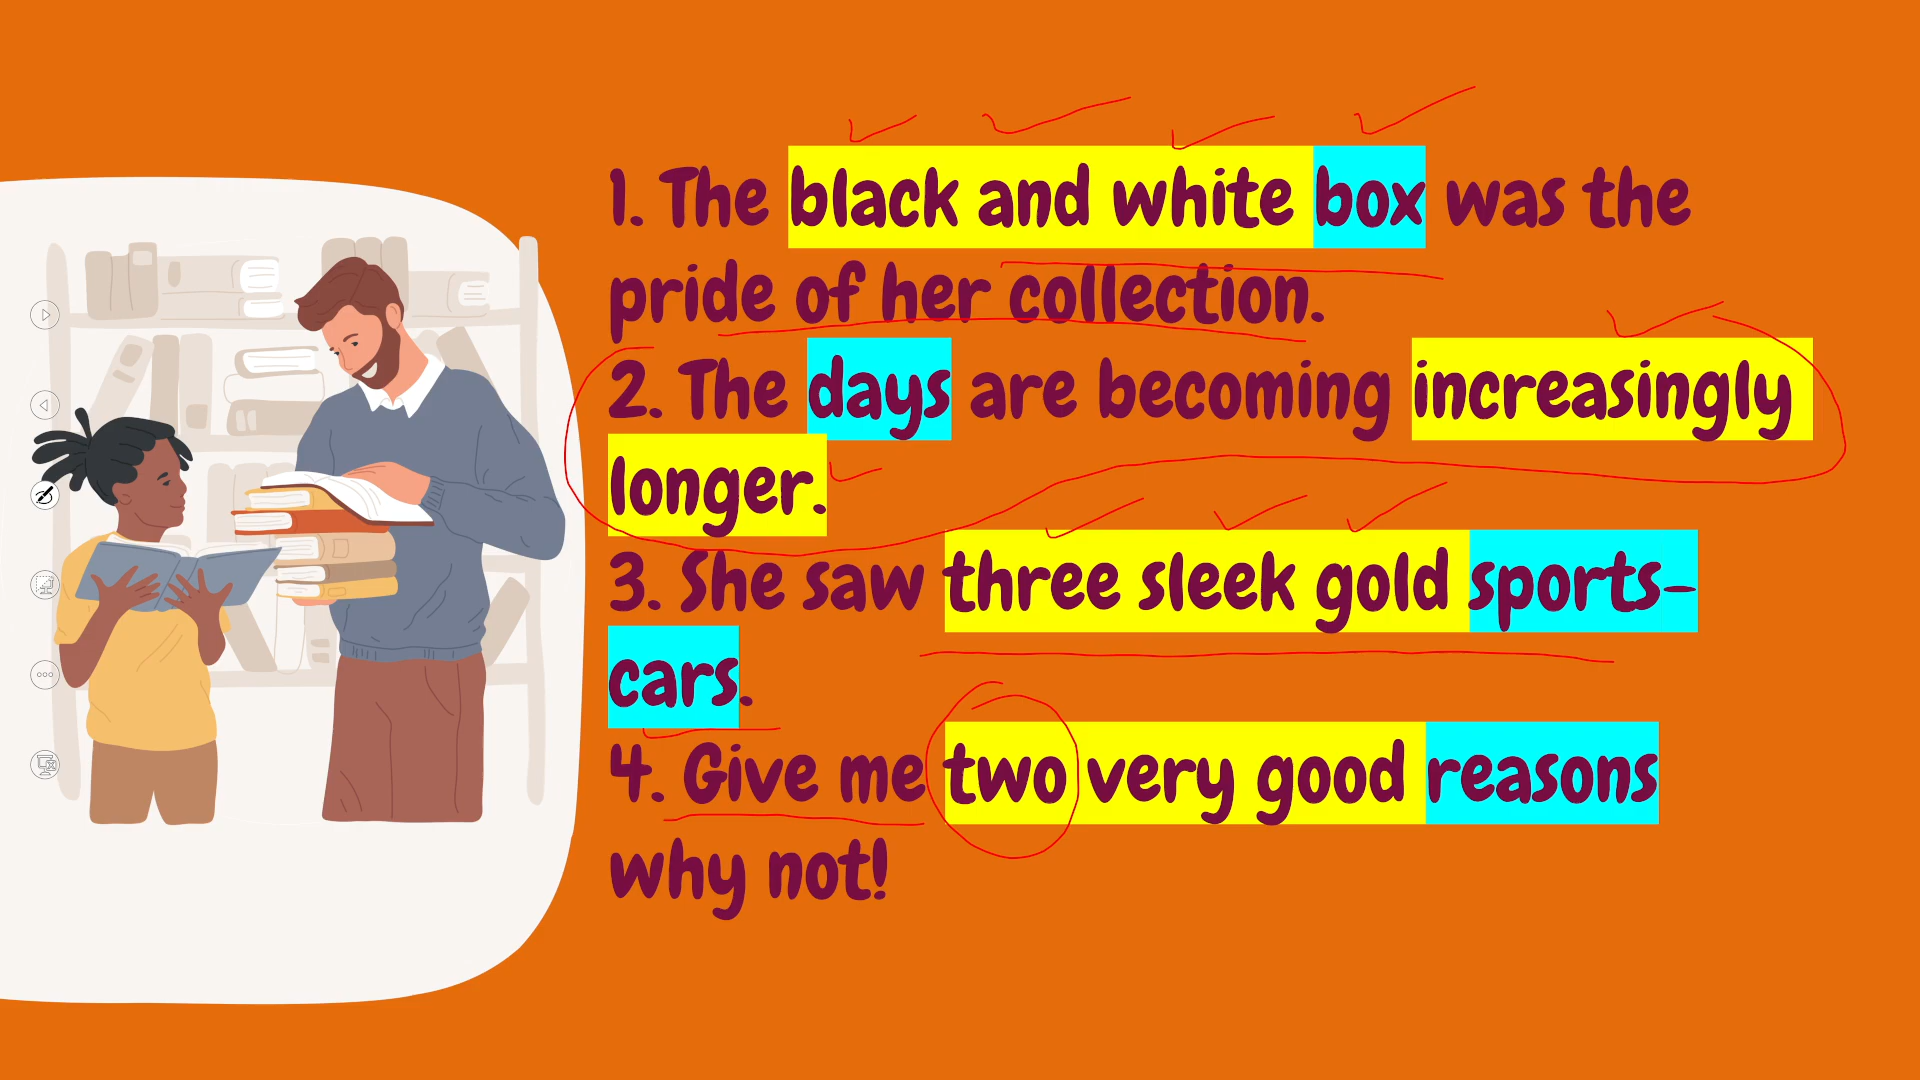 1. The black and white box was the
pride of her collection.
2. The days are becoming increasingly
longer.
3. She saw three sleek gold sports-
cars.
4. Give me two very good reasons
why not!